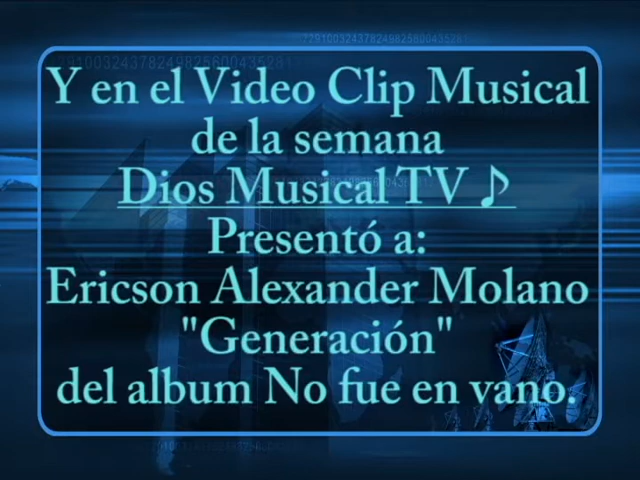 Y en el Video Clip Musical
de la semana
Dios Musical TV ♪
Presentó a:
Ericson Alexander Molano
"Generación"
del album No fue en vano.